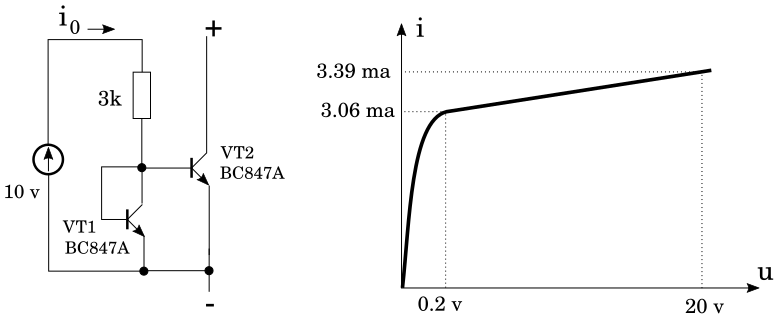 i0
+
3k
VT2
BC847A
10 v
VT1
BC847A
-
i
3.39 ma
3.06 ma
0.2 v
20 v
u